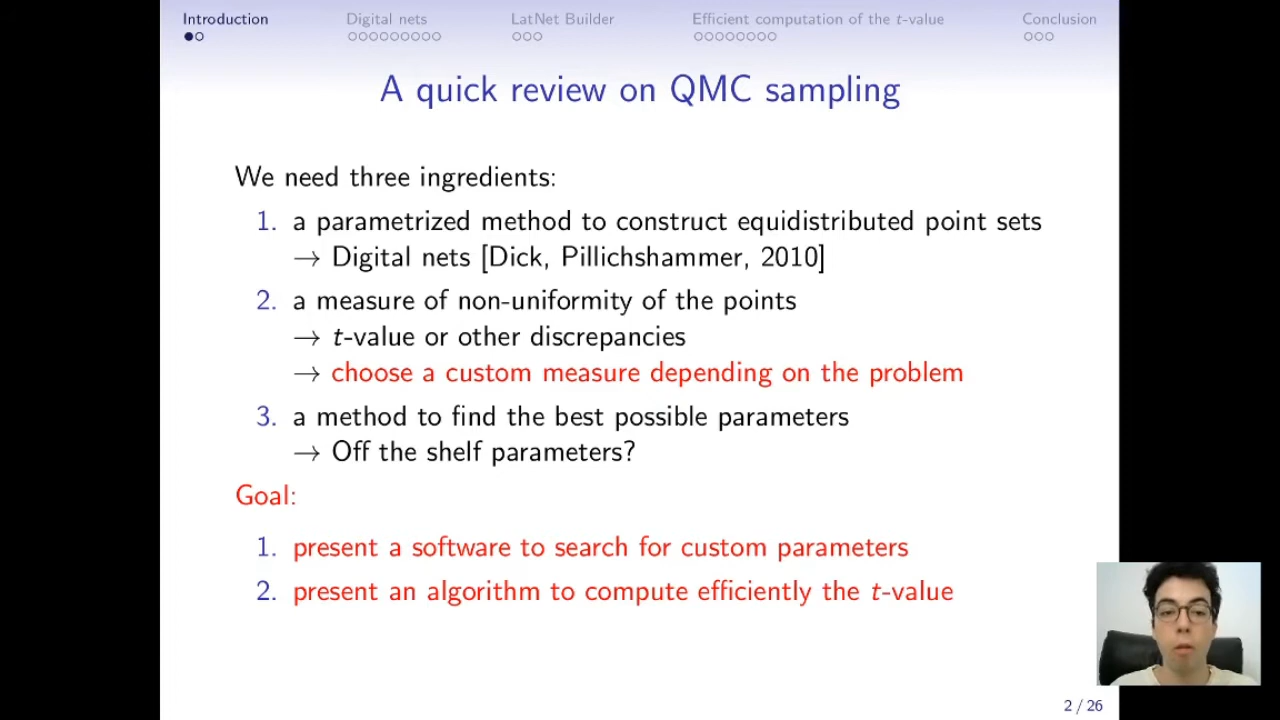 Introduction Digital nets LatNet Builder Efficient computation of the t-value Conclusion
A quick review on QMC sampling
We need three ingredients:
1. a parametrized method to construct equidistributed point sets
→ Digital nets [Dick, Pillichshammer, 2010]
2. a measure of non-uniformity of the points
→ t-value or other discrepancies
→ choose a custom measure depending on the problem
3. a method to find the best possible parameters
→ Off the shelf parameters?
Goal:
1. present a software to search for custom parameters
2. present an algorithm to compute efficiently the t-value
2 / 26